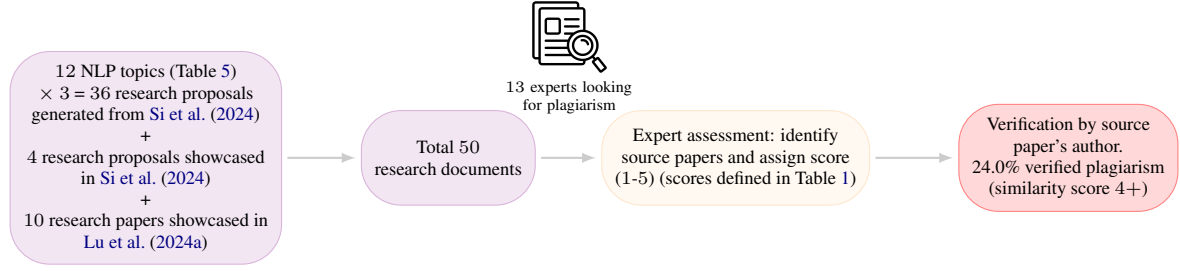 12 NLP topics (Table 5)
× 3 = 36 research proposals
generated from Si et al. (2024)
+
4 research proposals showcased
in Si et al. (2024)
+
10 research papers showcased in
Lu et al. (2024a)
Total 50
research documents
13 experts looking
for plagiarism
Expert assessment: identify
source papers and assign score
(1-5) (scores defined in Table 1)
Verification by source
paper's author.
24.0% verified plagiarism
(similarity score 4+)